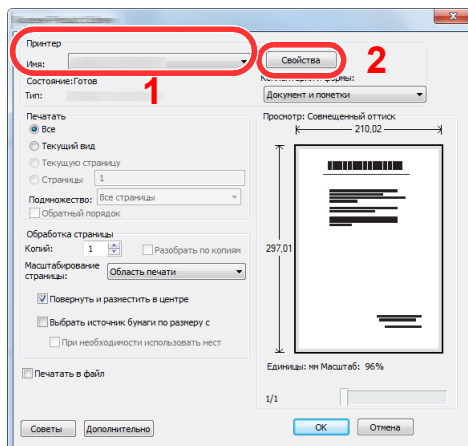 Принтер
Имя:
1
Свойства
2
Состояние:Готов
Тип:
Документ и пометки
Печатать
Все
Текущий вид
Текущую страницу
Страницы 1
Подмножество: Все страницы
Обратный порядок
Обработка страницы
Копий: 1 Разобрать по копиям
Масштабирование
страницы: Область печати
Повернуть и разместить в центре
Выбрать источник бумаги по размеру с
При необходимости использовать нест
Печатать в файл
Просмотр: Совмещенный оттиск
210,02
297,01
Единицы: мм Масштаб: 96%
1/1
Советы
Дополнительно
OK
Отмена